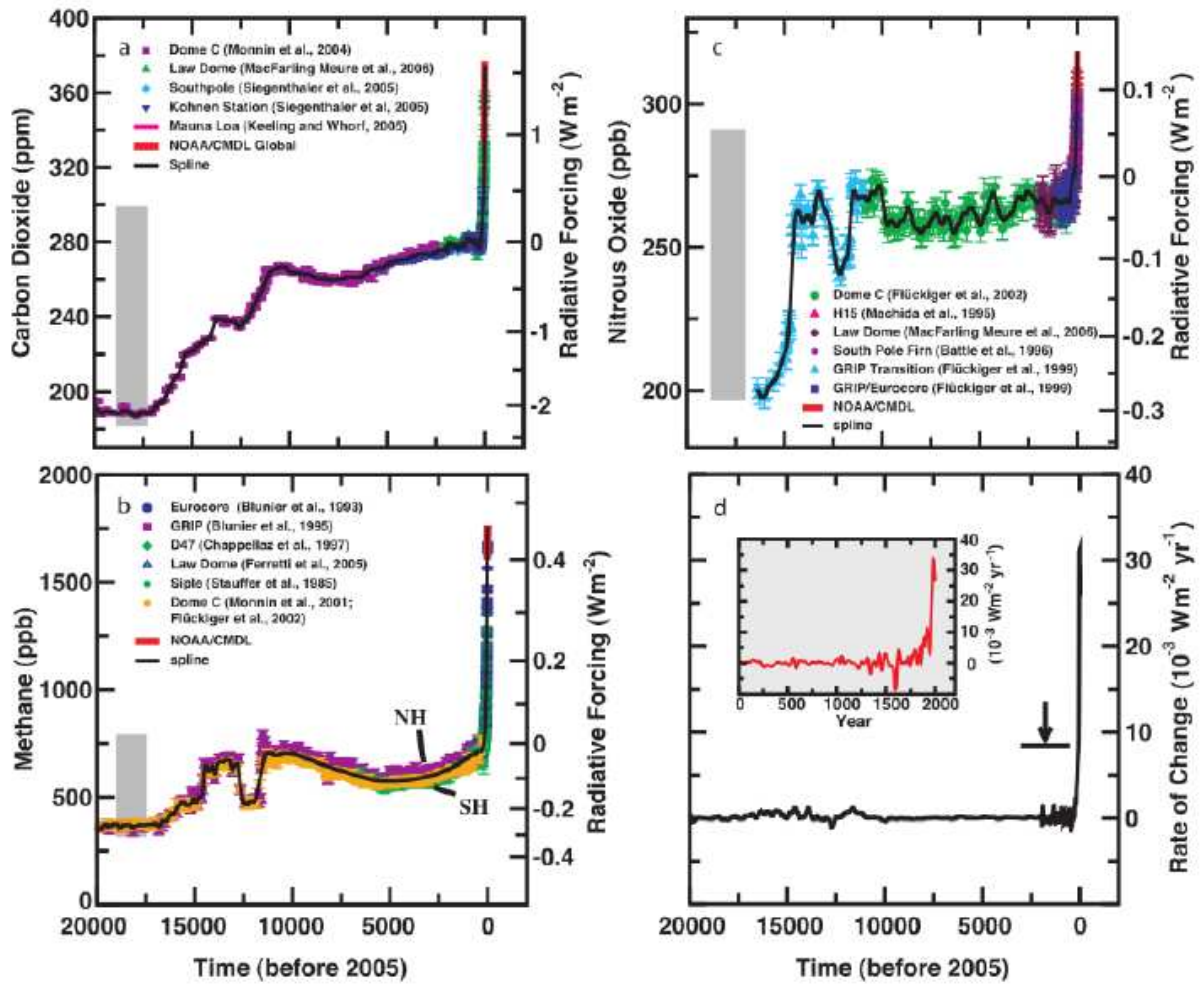 a
Dome C (Monnin et al., 2004)
Law Dome (MacFarling Meure et al., 2006)
Southpole (Siegenthaler et al., 2005)
Kohnen Station (Siegenthaler et al, 2005)
Mauna Loa (Keeling and Whorf, 2005)
NOAA/CMDL Global
Spline
Carbon Dioxide (ppm)
400
360
320
280
240
200
1
0
-1
-2
Radiative Forcing (Wm-2)
c
Nitrous Oxide (ppb)
300
250
200
Dome C (Flückiger et al., 2002)
H15 (Machida et al., 1995)
Law Dome (MacFarling Meure et al., 2006)
South Pole Firn (Battle et al., 1996)
GRIP Transition (Flückiger et al., 1999)
GRIP/Eurocore (Flückiger et al., 1999)
NOAA/CMDL
spline
0.1
0
-0.1
-0.2
-0.3
Radiative Forcing (Wm-2)
b
Eurocore (Blunier et al., 1993)
GRIP (Blunier et al., 1995)
D47 (Chappellaz et al., 1997)
Law Dome (Ferretti et al., 2005)
Siple (Stauffer et al., 1985)
Dome C (Monnin et al., 2001;
Flückiger et al., 2002)
NOAA/CMDL
spline
NH
SH
Methane (ppb)
2000
1500
1000
500
0
0.4
0.2
0
-0.2
-0.4
Radiative Forcing (Wm-2)
20000 15000 10000 5000 0
Time (before 2005)
d
40
30
20
10
0
(10-3 Wm-2 yr-1)
0 500 1000 1500 2000
Year
40
30
20
10
0
Rate of Change (10-3 Wm-2 yr-1)
20000 15000 10000 5000 0
Time (before 2005)